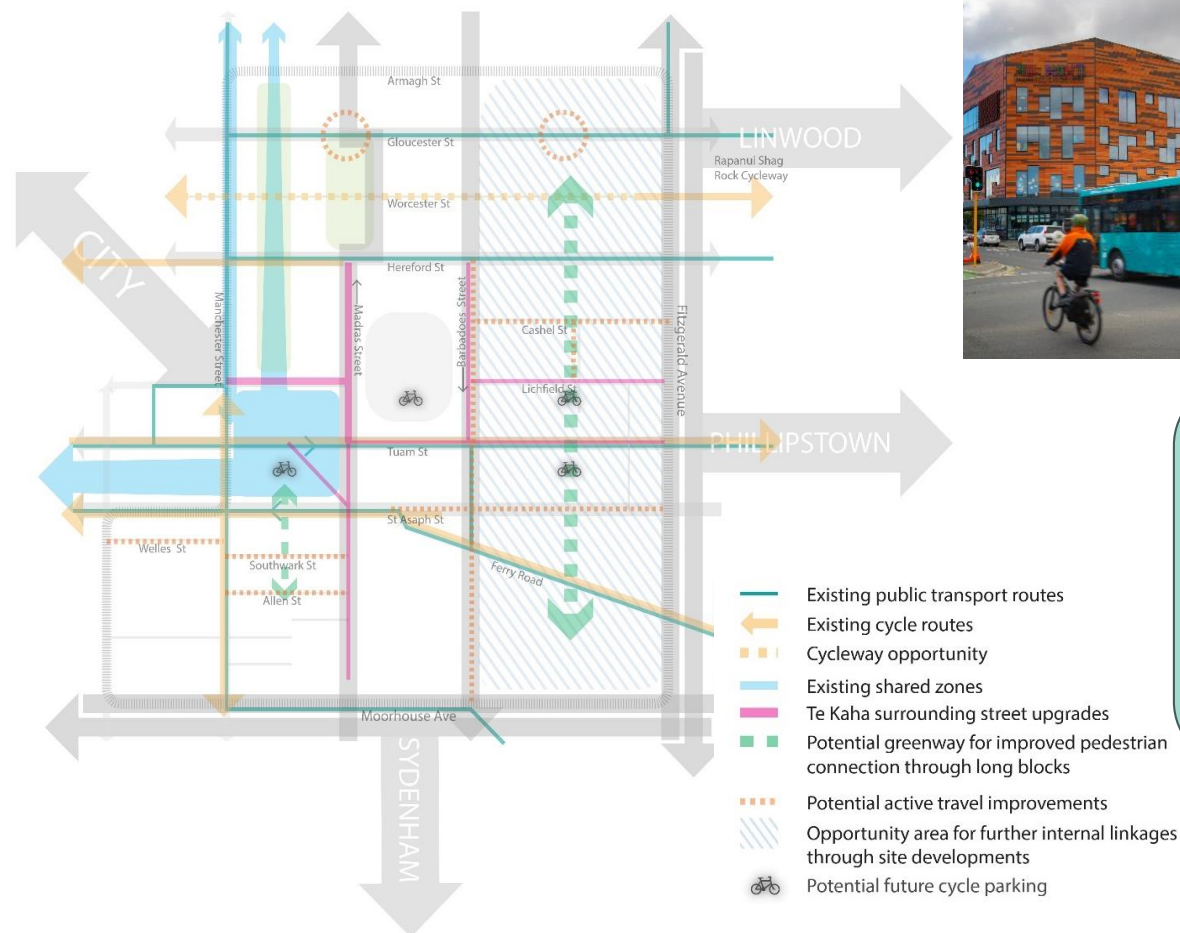 Armagh St
Gloucester St
LINWOOD
Rapanui Shag
Rock Cycleway
Worcester St
CITY
Hereford St
Manchester Street
Madras Street
Barbadoes Street
Fitzgerald Avenue
Cashel St
Lichfield St
PHILLIPSTOWN
Tuam St
St Asaph St
Welles St
Southwark St
Ferry Road
Allen St
Moorhouse Ave
SYDENHAM
Existing public transport routes
Existing cycle routes
Cycleway opportunity
Existing shared zones
Te Kaha surrounding street upgrades
Potential greenway for improved pedestrian
connection through long blocks
Potential active travel improvements
Opportunity area for further internal linkages
through site developments
Potential future cycle parking